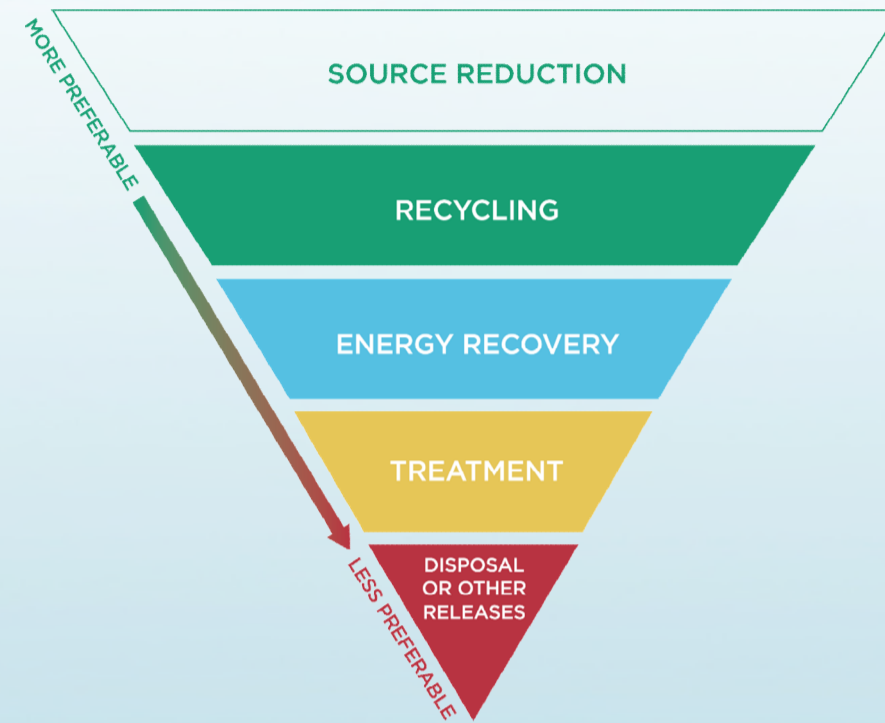 MORE PREFERABLE
SOURCE REDUCTION
RECYCLING
ENERGY RECOVERY
TREATMENT
DISPOSAL
OR OTHER
RELEASES
LESS PREFERABLE